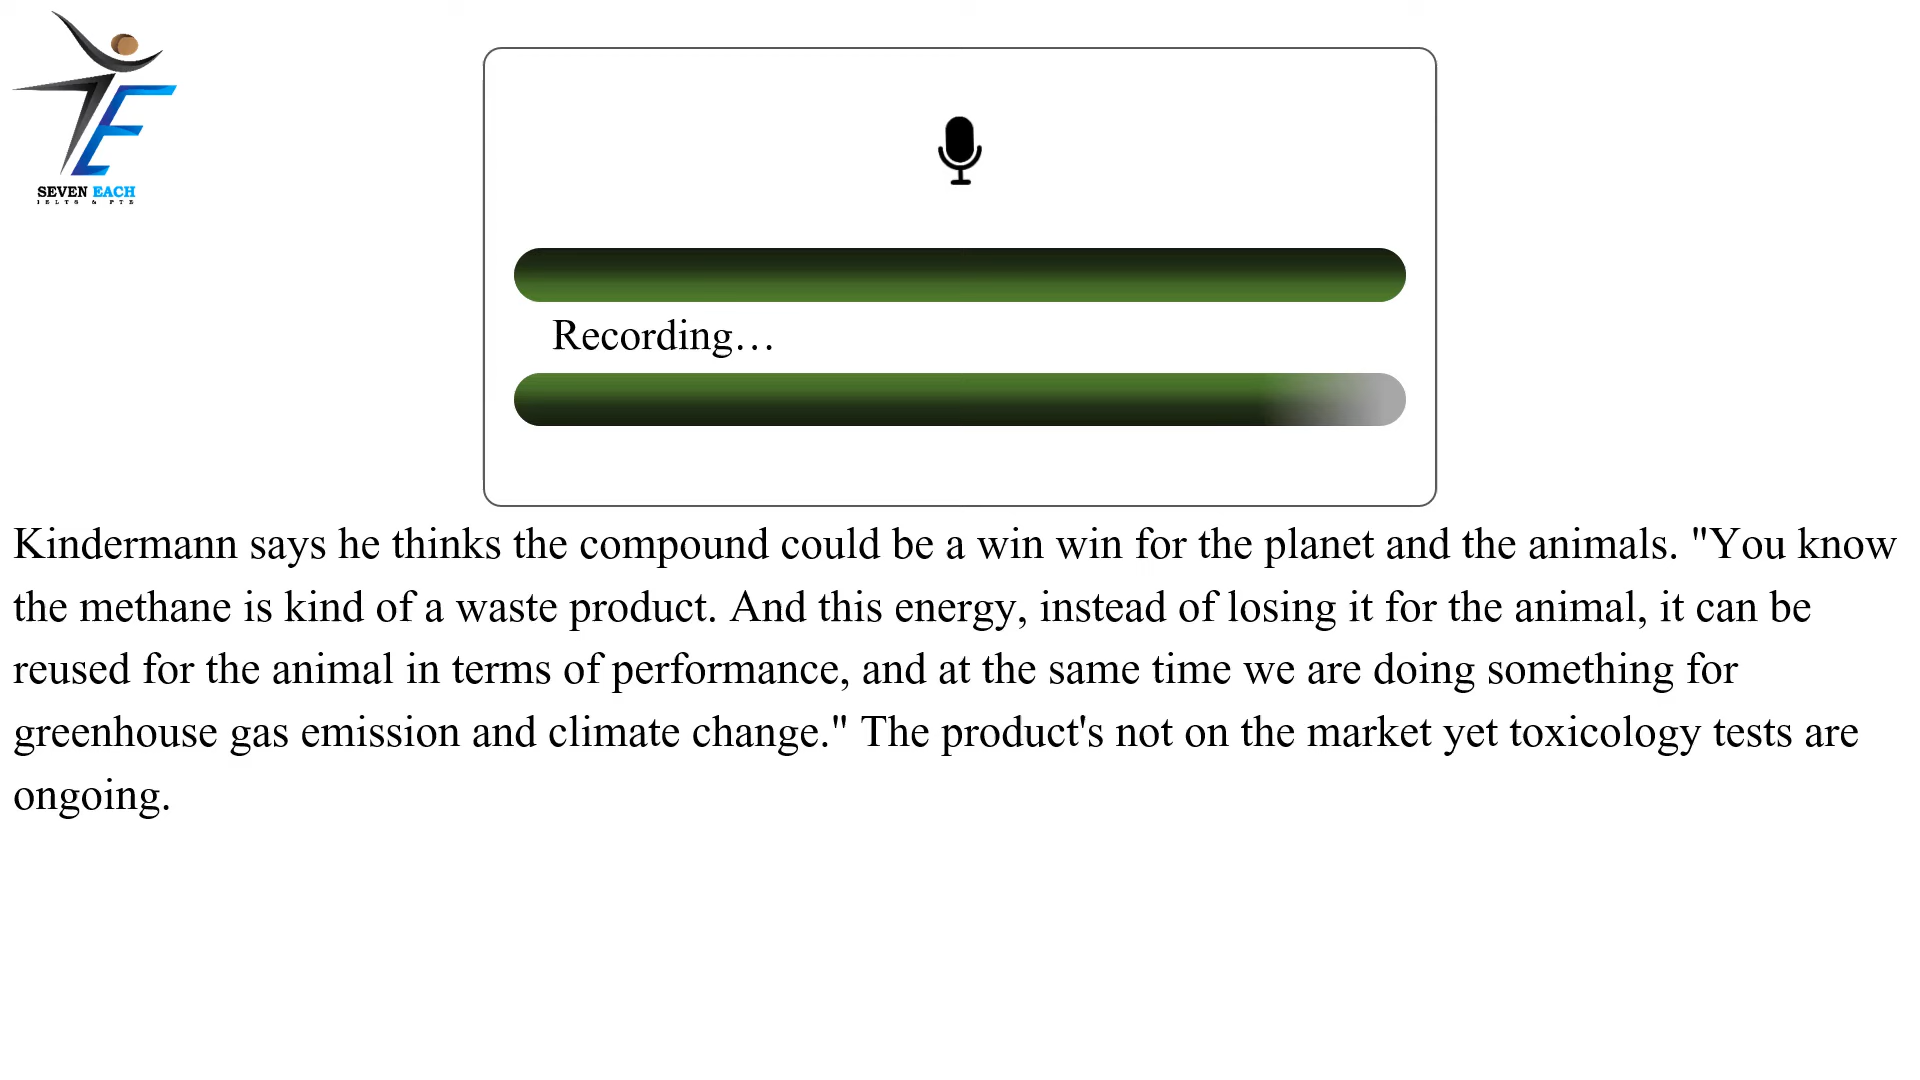 SEVEN EACH
IELTS & PTE
Recording…
Kindermann says he thinks the compound could be a win win for the planet and the animals. "You know
the methane is kind of a waste product. And this energy, instead of losing it for the animal, it can be
reused for the animal in terms of performance, and at the same time we are doing something for
greenhouse gas emission and climate change." The product's not on the market yet toxicology tests are
ongoing.